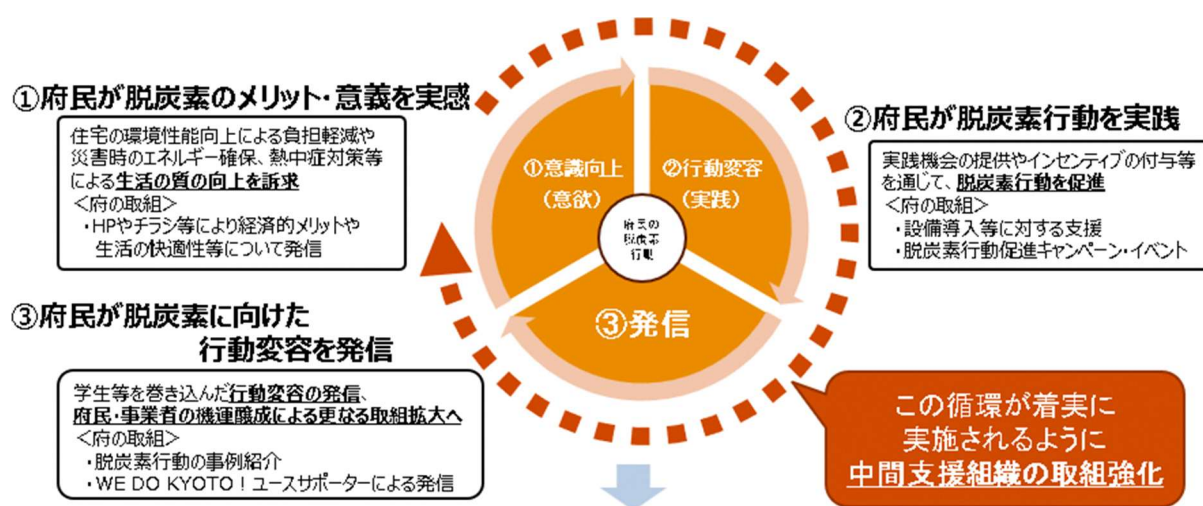 ①府民が脱炭素のメリット・意義を実感
住宅の環境性能向上による負担軽減や
災害時のエネルギー確保、熱中症対策等
による生活の質の向上を訴求
<府の取組>
・HPやチラシ等により経済的メリットや
生活の快適性等について発信
①意識向上
(意欲)
②行動変容
(実践)
府民の
脱炭素
行動
③発信
②府民が脱炭素行動を実践
実践機会の提供やインセンティブの付与等
を通じて、脱炭素行動を促進
<府の取組>
・設備導入等に対する支援
・脱炭素行動促進キャンペーン・イベント
③府民が脱炭素に向けた
行動変容を発信
学生等を巻き込んだ行動変容の発信、
府民・事業者の機運醸成による更なる取組拡大へ
<府の取組>
・脱炭素行動の事例紹介
・WE DO KYOTO！ユースサポーターによる発信
この循環が着実に
実施されるように
中間支援組織の取組強化